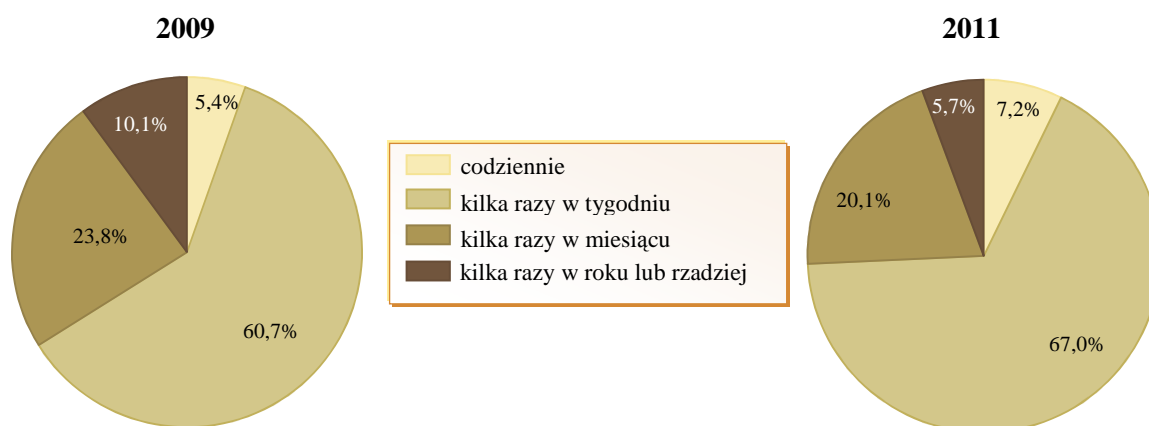 2009
2011
5,4%
10,1%
23,8%
60,7%
codziennie
kilka razy w tygodniu
kilka razy w miesiącu
kilka razy w roku lub rzadziej
7,2%
5,7%
20,1%
67,0%